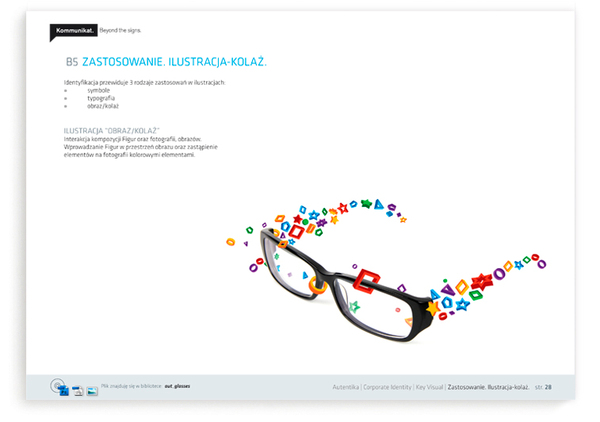 Kommunikat. Beyond the signs.
B5 ZASTOSOWANIE. ILUSTRACJA-KOLAŻ.
Identyfikacja przewiduje 3 rodzaje zastosowań w ilustracjach:
» symbole
» typografia
» obraz/kolaż
ILUSTRACJA "OBRAZ/KOLAŻ"
Interakcja kompozycji Figur oraz fotografii, obrazów.
Wprowadzanie Figur w przestrzeń obrazu oraz zastąpienie
elementów na fotografii kolorowymi elementami.
Plik znajduje się w bibliotece: out_glasses
Autentika | Corporate Identity | Key Visual | Zastosowanie. Ilustracja-kolaż. str. 28